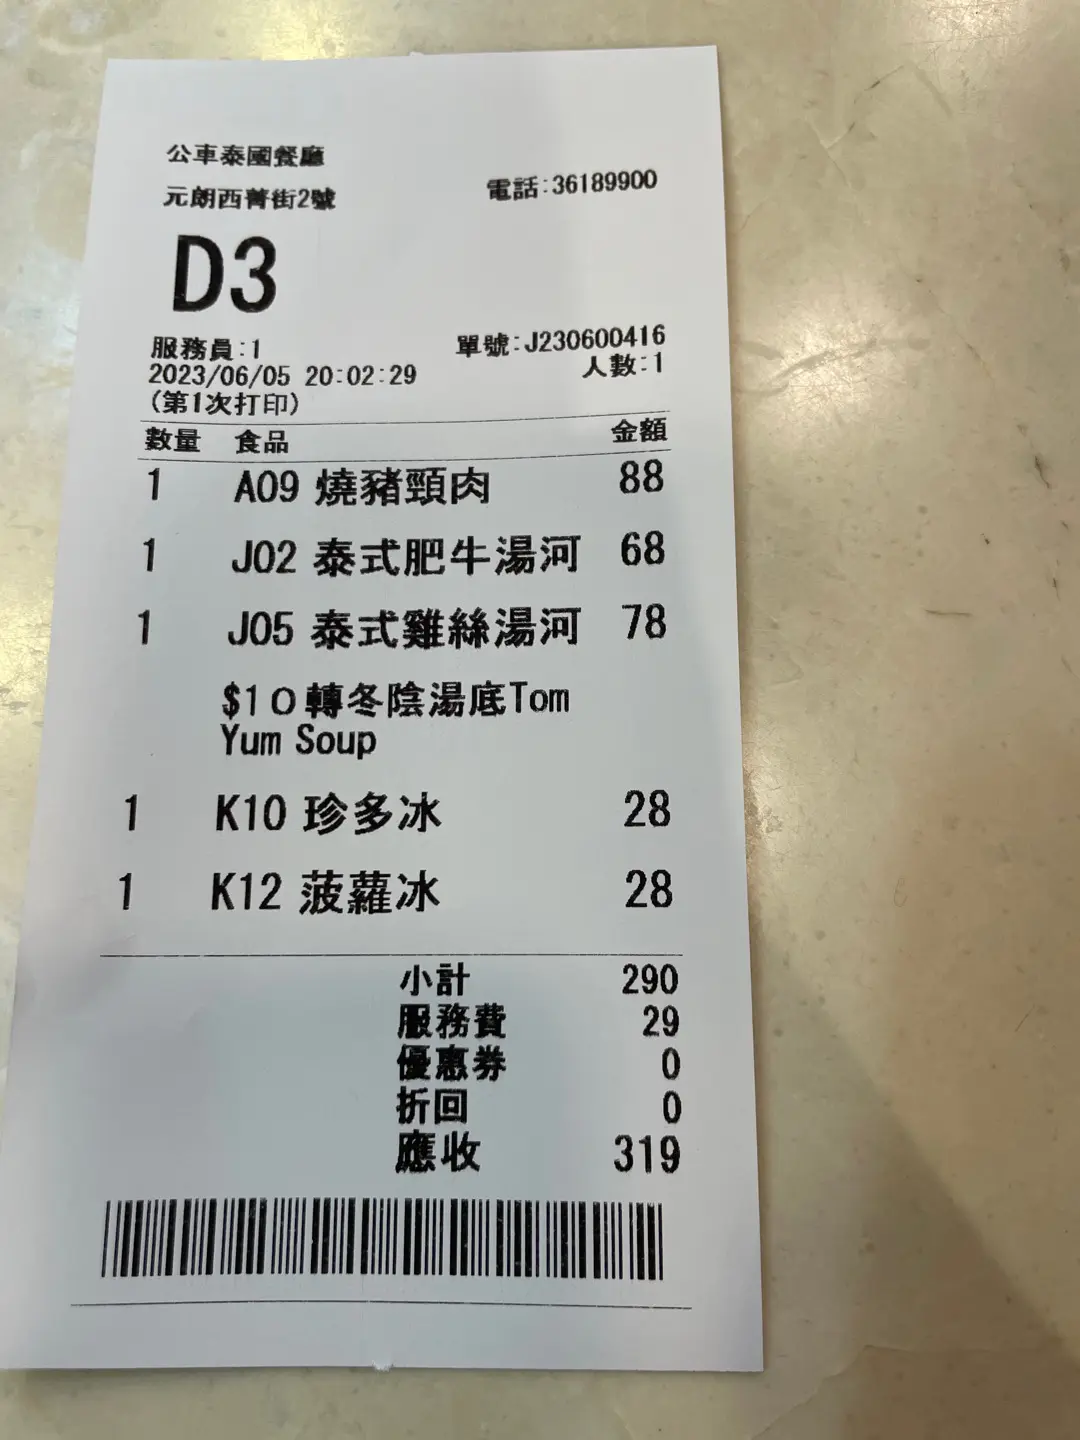 公車泰國餐廳
元朗西菁街2號 電話:36189900
D3
服務員:1 單號:J230600416
2023/06/05 20:02:29 人數:1
(第1次打印)
數量 食品 金額
1 A09 燒豬頸肉 88
1 J02 泰式肥牛湯河 68
1 J05 泰式雞絲湯河 78
$1０轉冬陰湯底Tom
Yum Soup
1 K10 珍多冰 28
1 K12 菠蘿冰 28
小計 290
服務費 29
優惠券 0
折回 0
應收 319